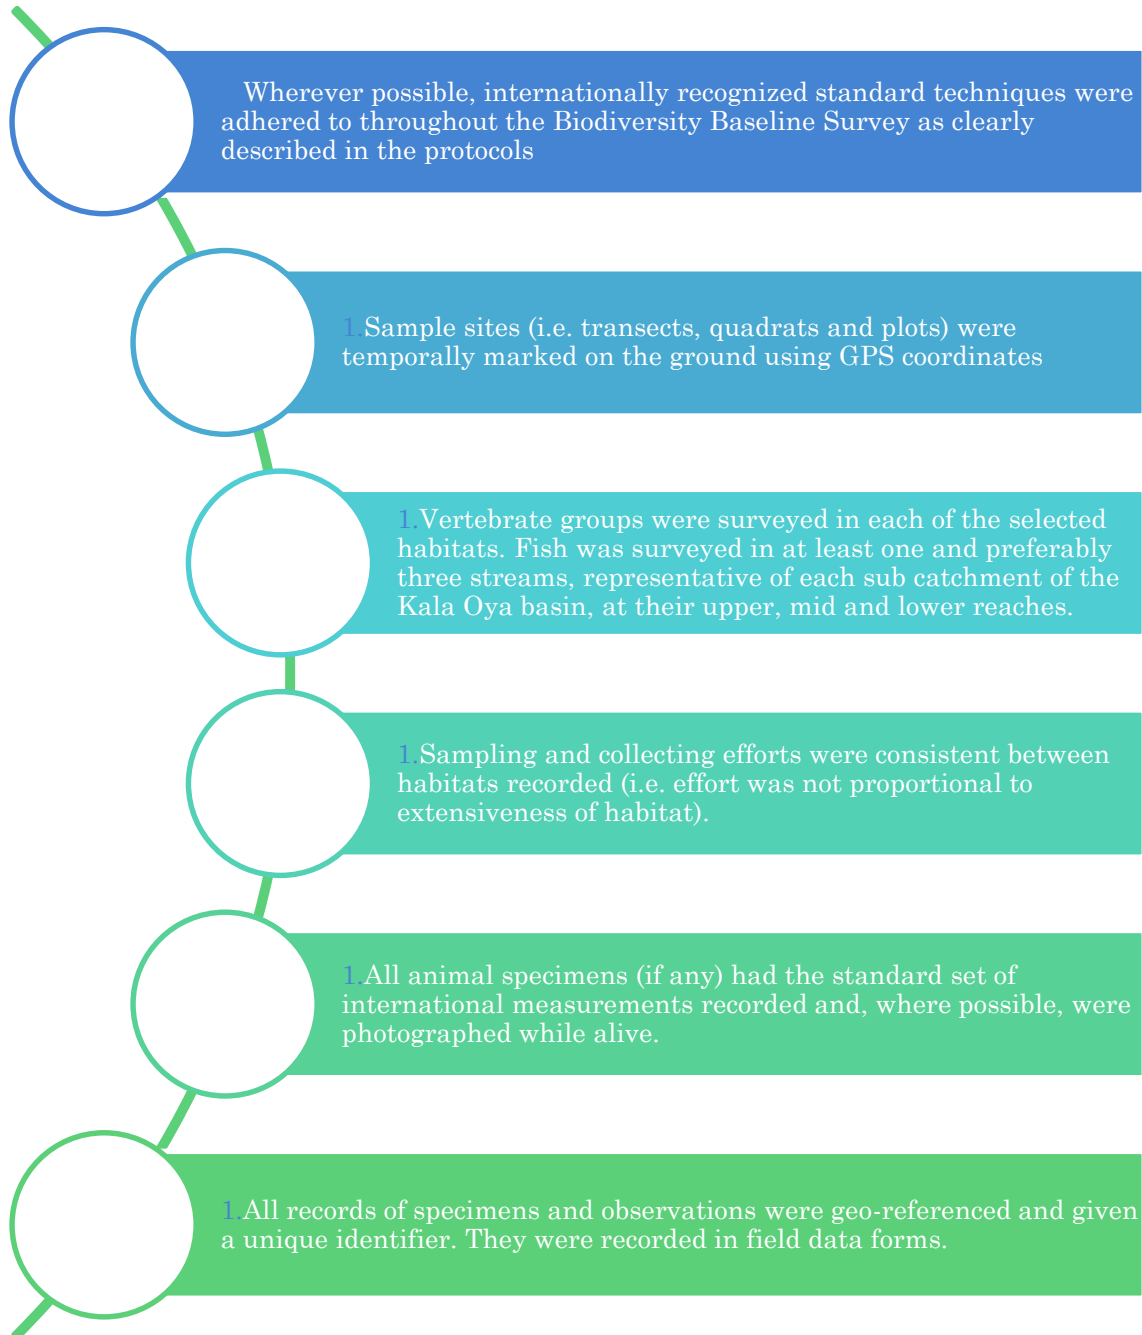 Wherever possible, internationally recognized standard techniques were
adhered to throughout the Biodiversity Baseline Survey as clearly
described in the protocols
1.Sample sites (i.e. transects, quadrats and plots) were
temporally marked on the ground using GPS coordinates
1.Vertebrate groups were surveyed in each of the selected
habitats. Fish was surveyed in at least one and preferably
three streams, representative of each sub catchment of the
Kala Oya basin, at their upper, mid and lower reaches.
1.Sampling and collecting efforts were consistent between
habitats recorded (i.e. effort was not proportional to
extensiveness of habitat).
1.All animal specimens (if any) had the standard set of
international measurements recorded and, where possible, were
photographed while alive.
1.All records of specimens and observations were geo-referenced and given
a unique identifier. They were recorded in field data forms.